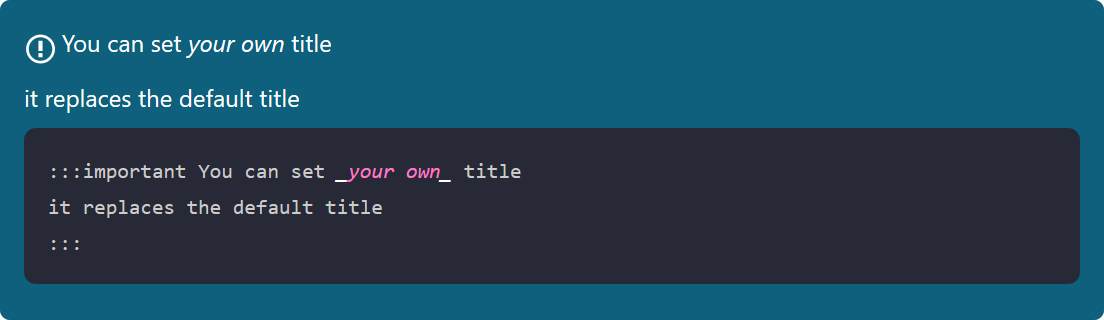 You can set your own title
it replaces the default title
:::important You can set _your own_ title
it replaces the default title
:::